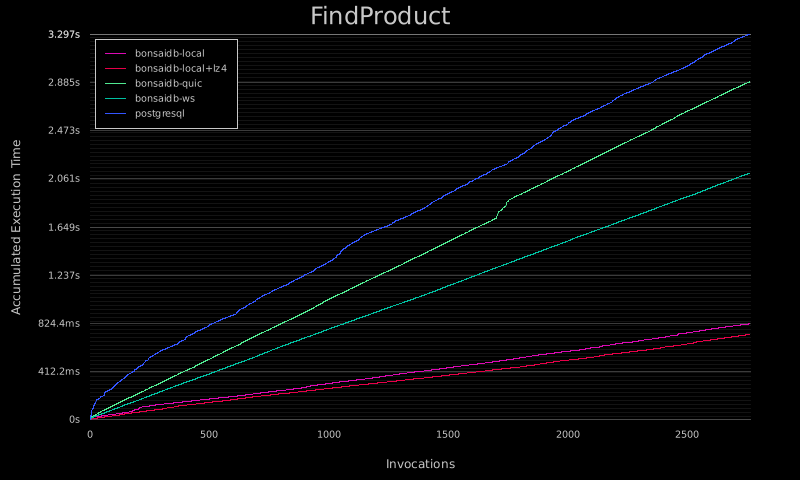 FindProduct
3.297s
2.885s
2.473s
2.061s
1.649s
1.237s
824.4ms
412.2ms
0s
Accumulated Execution Time
bonsaidb-local
bonsaidb-local+lz4
bonsaidb-quic
bonsaidb-ws
postgresql
0
500
1000
1500
2000
2500
Invocations